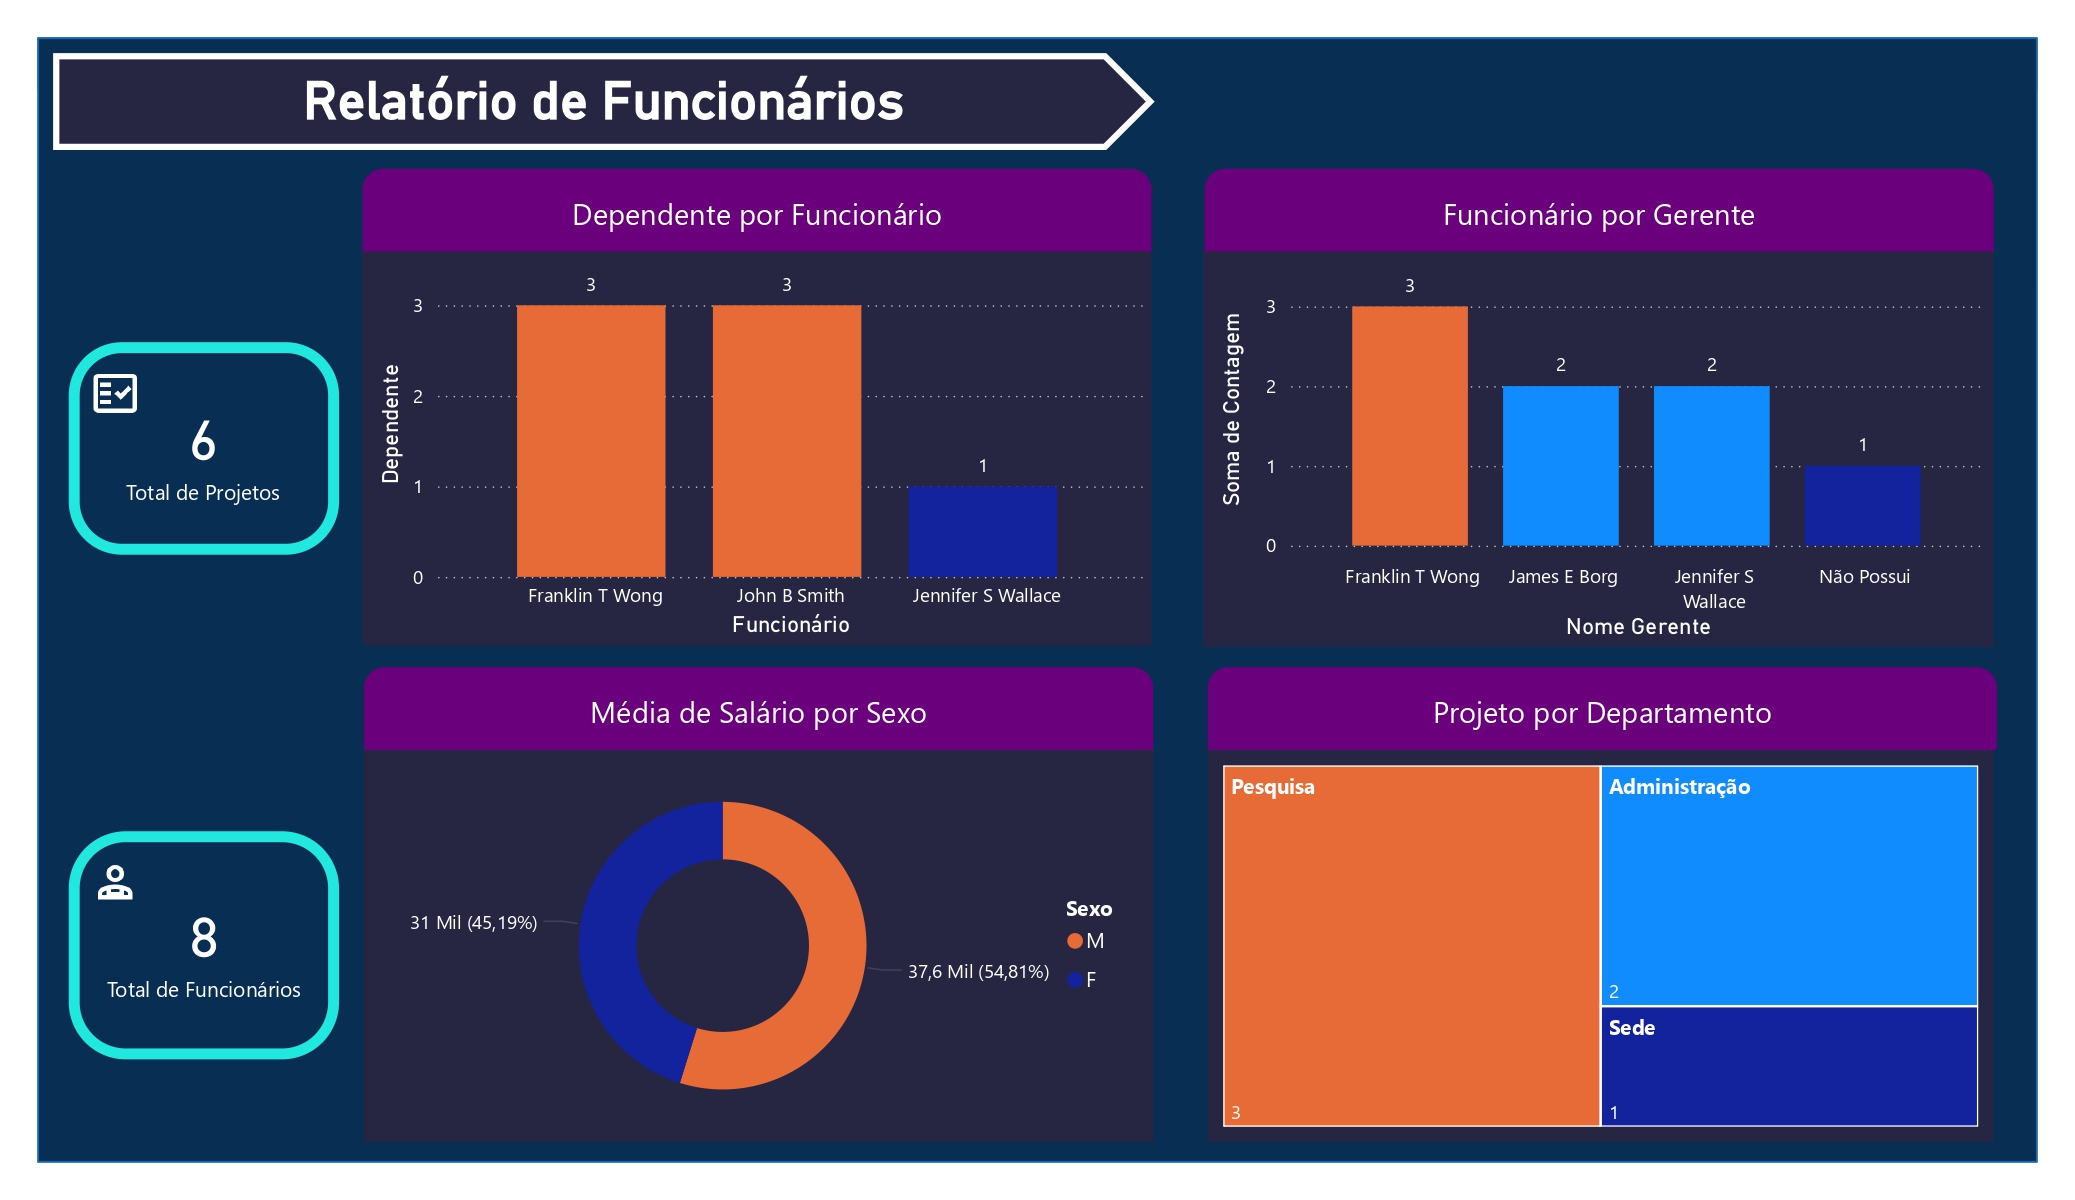 Relatório de Funcionários
6
Total de Projetos
8
Total de Funcionários
Dependente por Funcionário
Dependente
3
2
1
0
3
3
1
Franklin T Wong
John B Smith
Jennifer S Wallace
Funcionário
Funcionário por Gerente
Soma de Contagem
3
2
1
0
3
2
2
1
Franklin T Wong
James E Borg
Jennifer S
Wallace
Não Possui
Nome Gerente
Média de Salário por Sexo
31 Mil (45,19%)
37,6 Mil (54,81%)
Sexo
M
F
Projeto por Departamento
Pesquisa
3
Administração
2
Sede
1